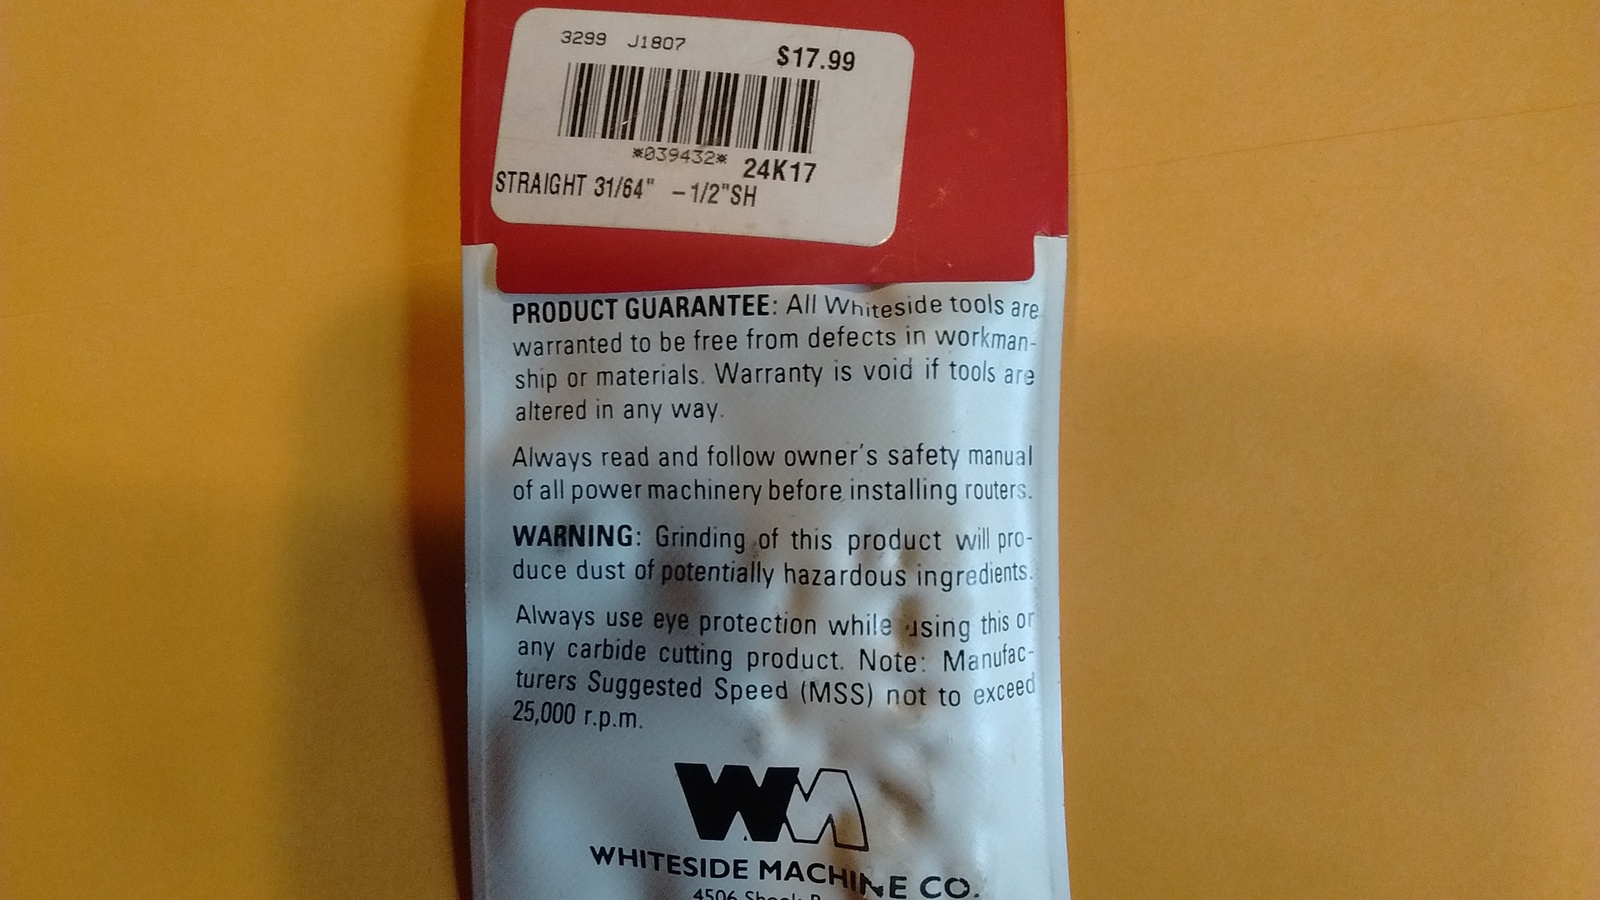 3299 J1807 $17.99
*039432* 24K17
STRAIGHT 31/64" - 1/2"SH
PRODUCT GUARANTEE: All Whiteside tools are
warranted to be free from defects in workman-
ship or materials. Warranty is void if tools are
altered in any way.
Always read and follow owner's safety manual
of all power machinery before installing routers.
WARNING: Grinding of this product will pro-
duce dust of potentially hazardous ingredients.
Always use eye protection while using this or
any carbide cutting product. Note: Manufac-
turers Suggested Speed (MSS) not to exceed
25,000 r.p.m.
WM
WHITESIDE MACHINE CO.
4506